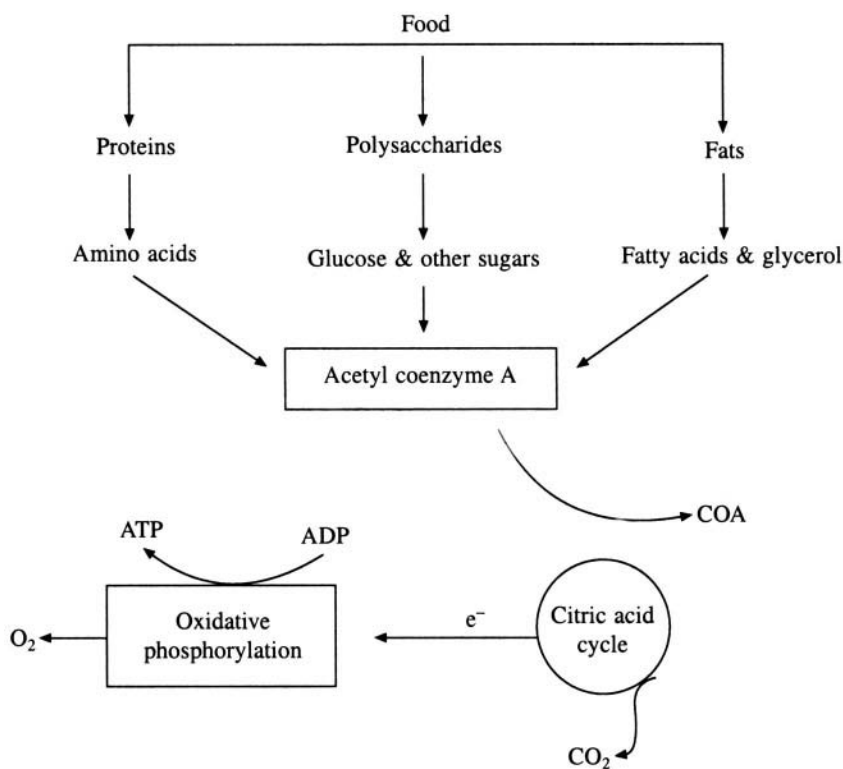 Food
Proteins
Polysaccharides
Fats
Amino acids
Glucose & other sugars
Fatty acids & glycerol
Acetyl coenzyme A
COA
ATP
ADP
Oxidative
phosphorylation
O₂
e⁻
Citric acid
cycle
CO₂